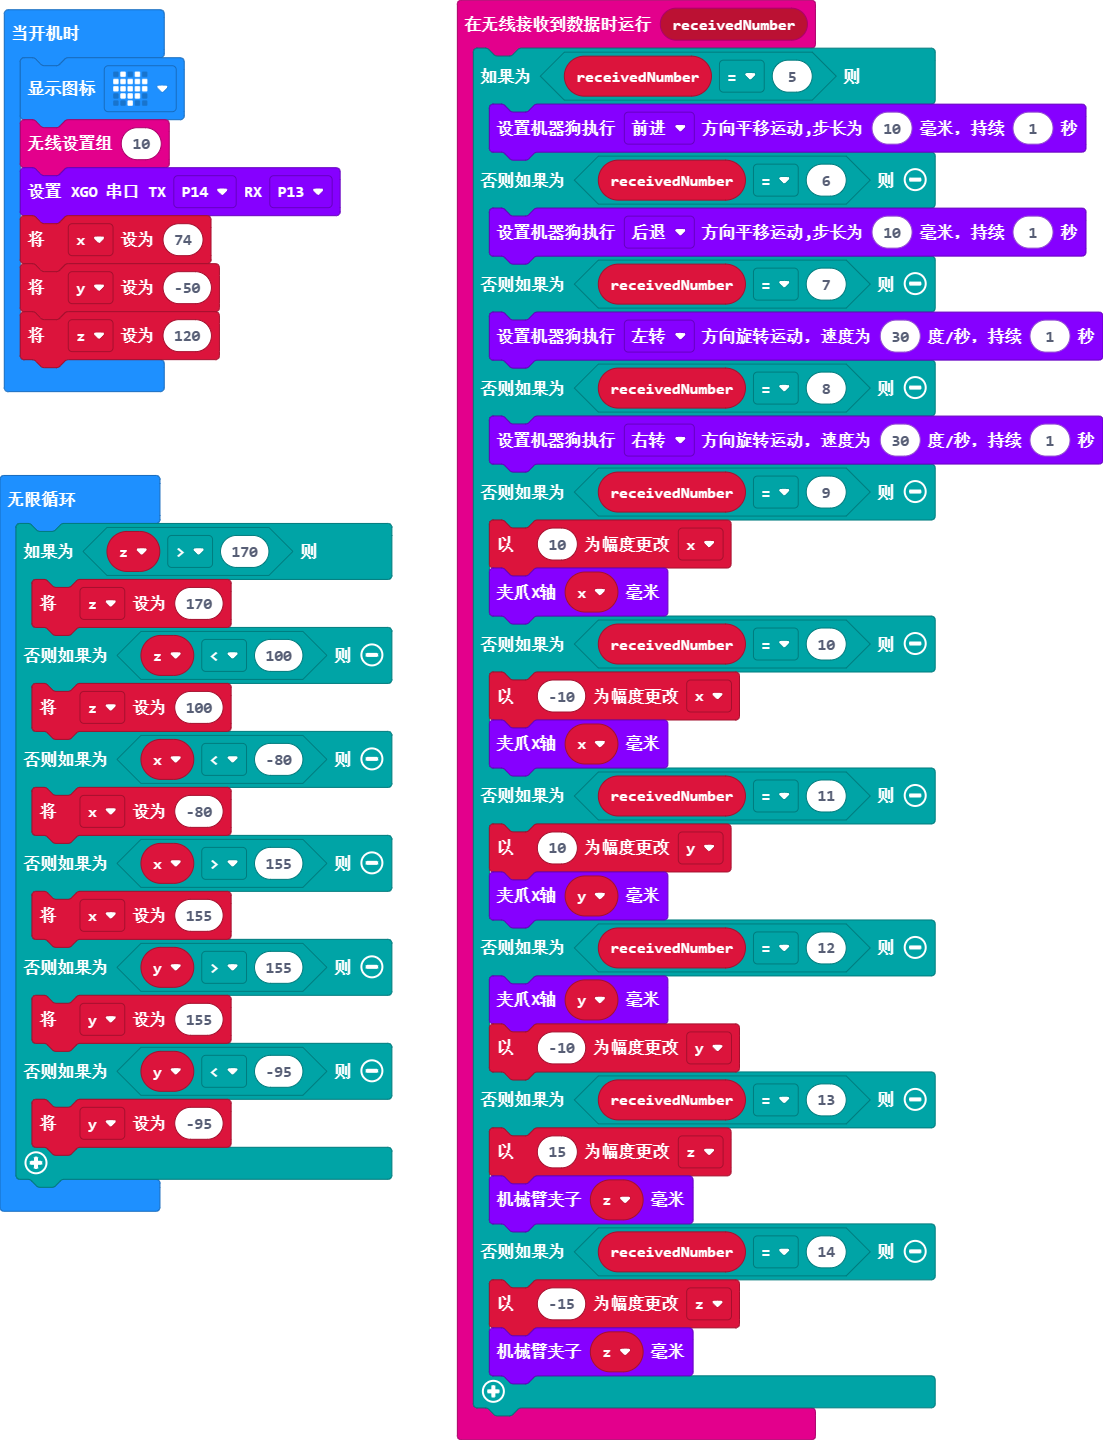 当开机时
显示图标
无线设置组 10
设置 XGO 串口 TX P14 RX P13
将 x 设为 74
将 y 设为 -50
将 z 设为 120
无限循环
如果为 z > 170 则
将 z 设为 170
否则如果为 z < 100 则
将 z 设为 100
否则如果为 x < -80 则
将 x 设为 -80
否则如果为 x > 155 则
将 x 设为 155
否则如果为 y > 155 则
将 y 设为 155
否则如果为 y < -95 则
将 y 设为 -95
在无线接收到数据时运行 receivedNumber
如果为 receivedNumber = 5 则
设置机器狗执行 前进 方向平移运动,步长为 10 毫米，持续 1 秒
否则如果为 receivedNumber = 6 则
设置机器狗执行 后退 方向平移运动,步长为 10 毫米，持续 1 秒
否则如果为 receivedNumber = 7 则
设置机器狗执行 左转 方向旋转运动，速度为 30 度/秒，持续 1 秒
否则如果为 receivedNumber = 8 则
设置机器狗执行 右转 方向旋转运动，速度为 30 度/秒，持续 1 秒
否则如果为 receivedNumber = 9 则
以 10 为幅度更改 x
夹爪X轴 x 毫米
否则如果为 receivedNumber = 10 则
以 -10 为幅度更改 x
夹爪X轴 x 毫米
否则如果为 receivedNumber = 11 则
以 10 为幅度更改 y
夹爪X轴 y 毫米
否则如果为 receivedNumber = 12 则
夹爪X轴 y 毫米
以 -10 为幅度更改 y
否则如果为 receivedNumber = 13 则
以 15 为幅度更改 z
机械臂夹子 z 毫米
否则如果为 receivedNumber = 14 则
以 -15 为幅度更改 z
机械臂夹子 z 毫米